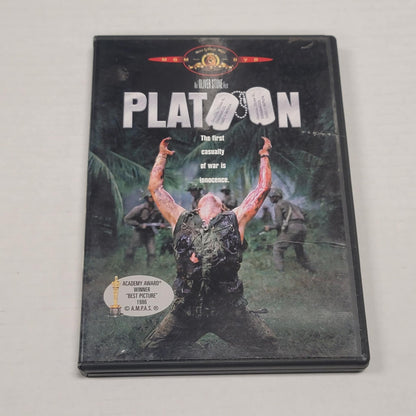 MGM DVD
AN OLIVER STONE FILM
PLATOON
The first
casualty
of war is
innocence.
ACADEMY AWARD®
WINNER
"BEST PICTURE"
1986
© A.M.P.A.S. ®